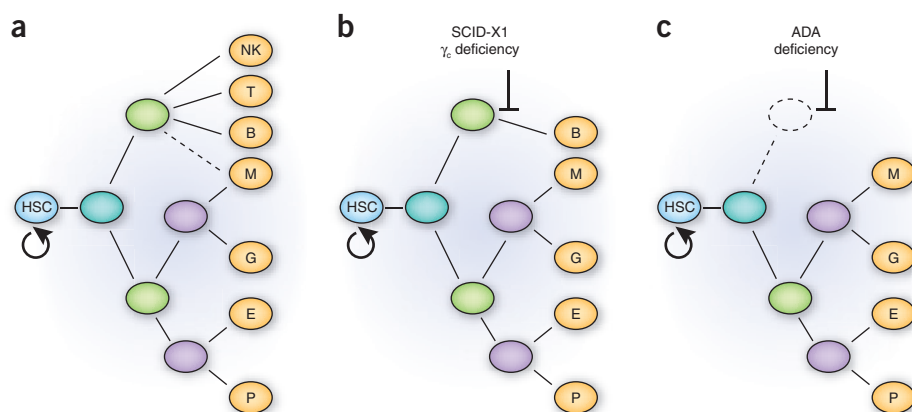 a
NK
T
B
M
HSC
G
E
P
b
SCID-X1
γc deficiency
B
M
HSC
G
E
P
c
ADA
deficiency
M
HSC
G
E
P